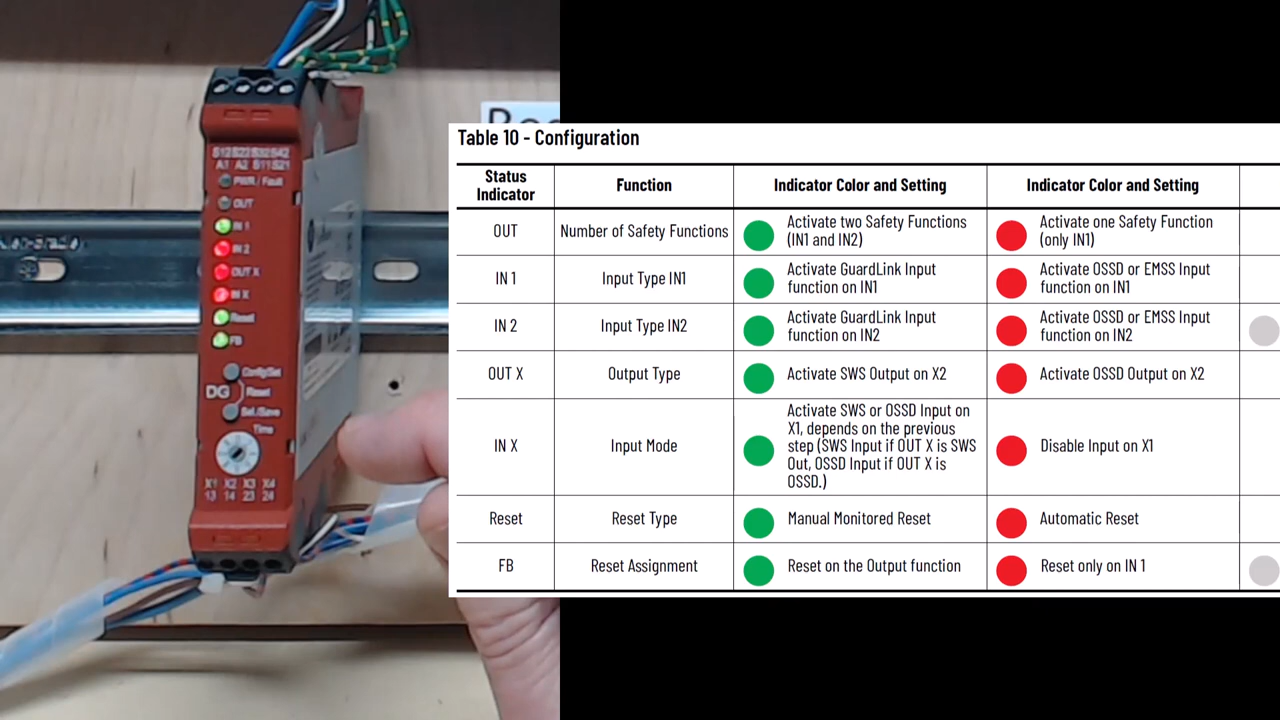 S12S22S32S42
A1 A2 S11S21
PWR / Fault
OUT
IN 1
IN 2
OUT X
IN X
Reset
FB
Config/Set
DG
Reset
Sel./Save
Time
X1 X2 X3 X4
13 14 23 24
Table 10 - Configuration
Status
Indicator
Function
Indicator Color and Setting
Indicator Color and Setting
OUT
Number of Safety Functions
Activate two Safety Functions
(IN1 and IN2)
Activate one Safety Function
(only IN1)
IN 1
Input Type IN1
Activate GuardLink Input
function on IN1
Activate OSSD or EMSS Input
function on IN1
IN 2
Input Type IN2
Activate GuardLink Input
function on IN2
Activate OSSD or EMSS Input
function on IN2
OUT X
Output Type
Activate SWS Output on X2
Activate OSSD Output on X2
IN X
Input Mode
Activate SWS or OSSD Input on
X1, depends on the previous
step (SWS Input if OUT X is SWS
Out, OSSD Input if OUT X is
OSSD.)
Disable Input on X1
Reset
Reset Type
Manual Monitored Reset
Automatic Reset
FB
Reset Assignment
Reset on the Output function
Reset only on IN 1